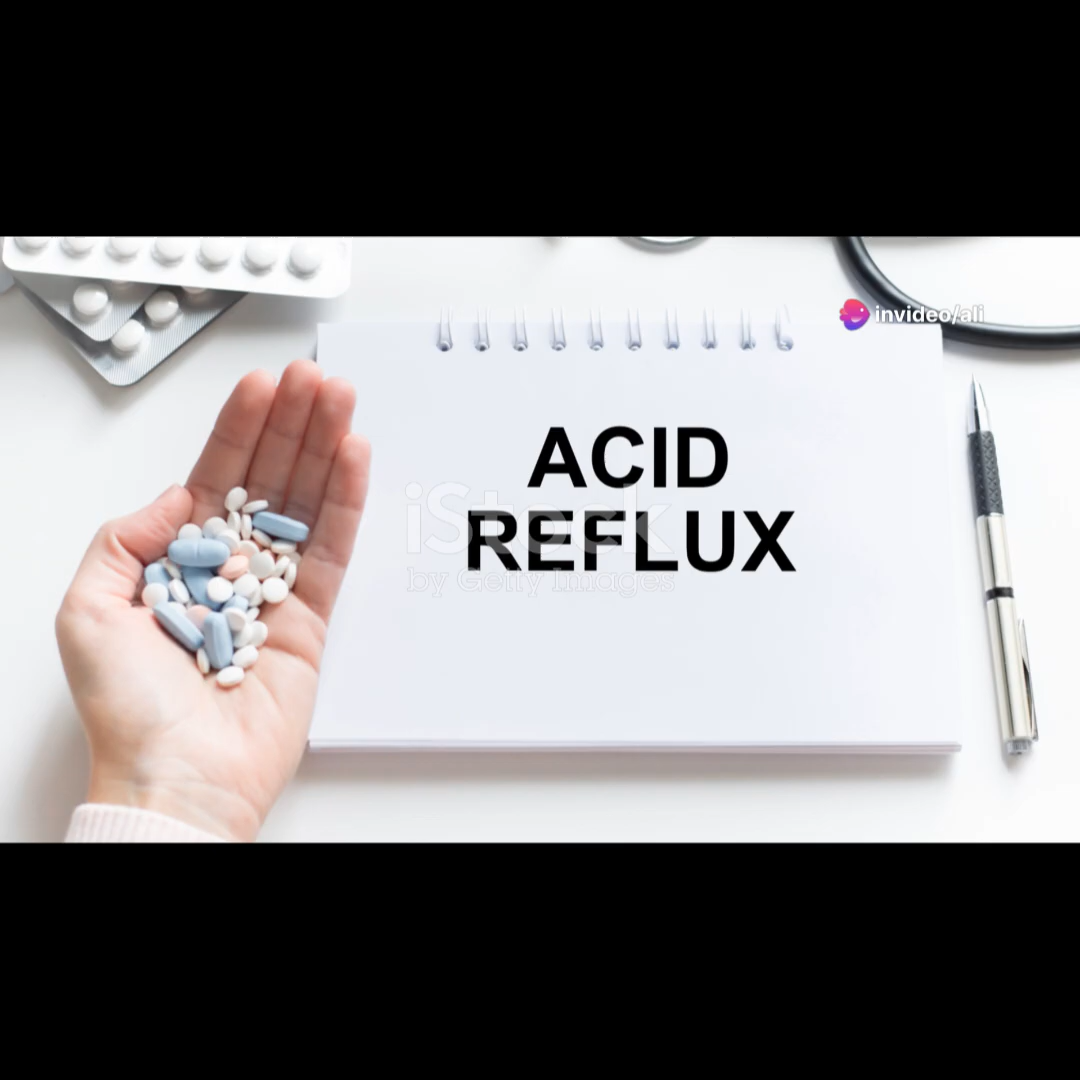 invideo/ali
ACID
REFLUX
iStock
by Getty Images